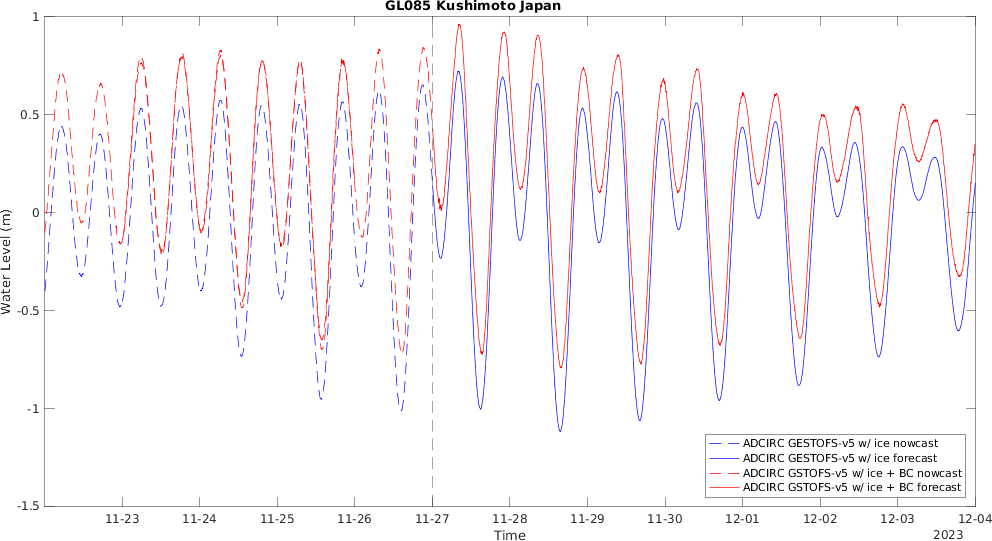 GL085 Kushimoto Japan
1
0.5
0
-0.5
-1
-1.5
Water Level (m)
ADCIRC GESTOFS-v5 w/ ice nowcast
ADCIRC GESTOFS-v5 w/ ice forecast
ADCIRC GSTOFS-v5 w/ ice + BC nowcast
ADCIRC GSTOFS-v5 w/ ice + BC forecast
11-23 11-24 11-25 11-26 11-27 11-28 11-29 11-30 12-01 12-02 12-03 12-04
Time
2023